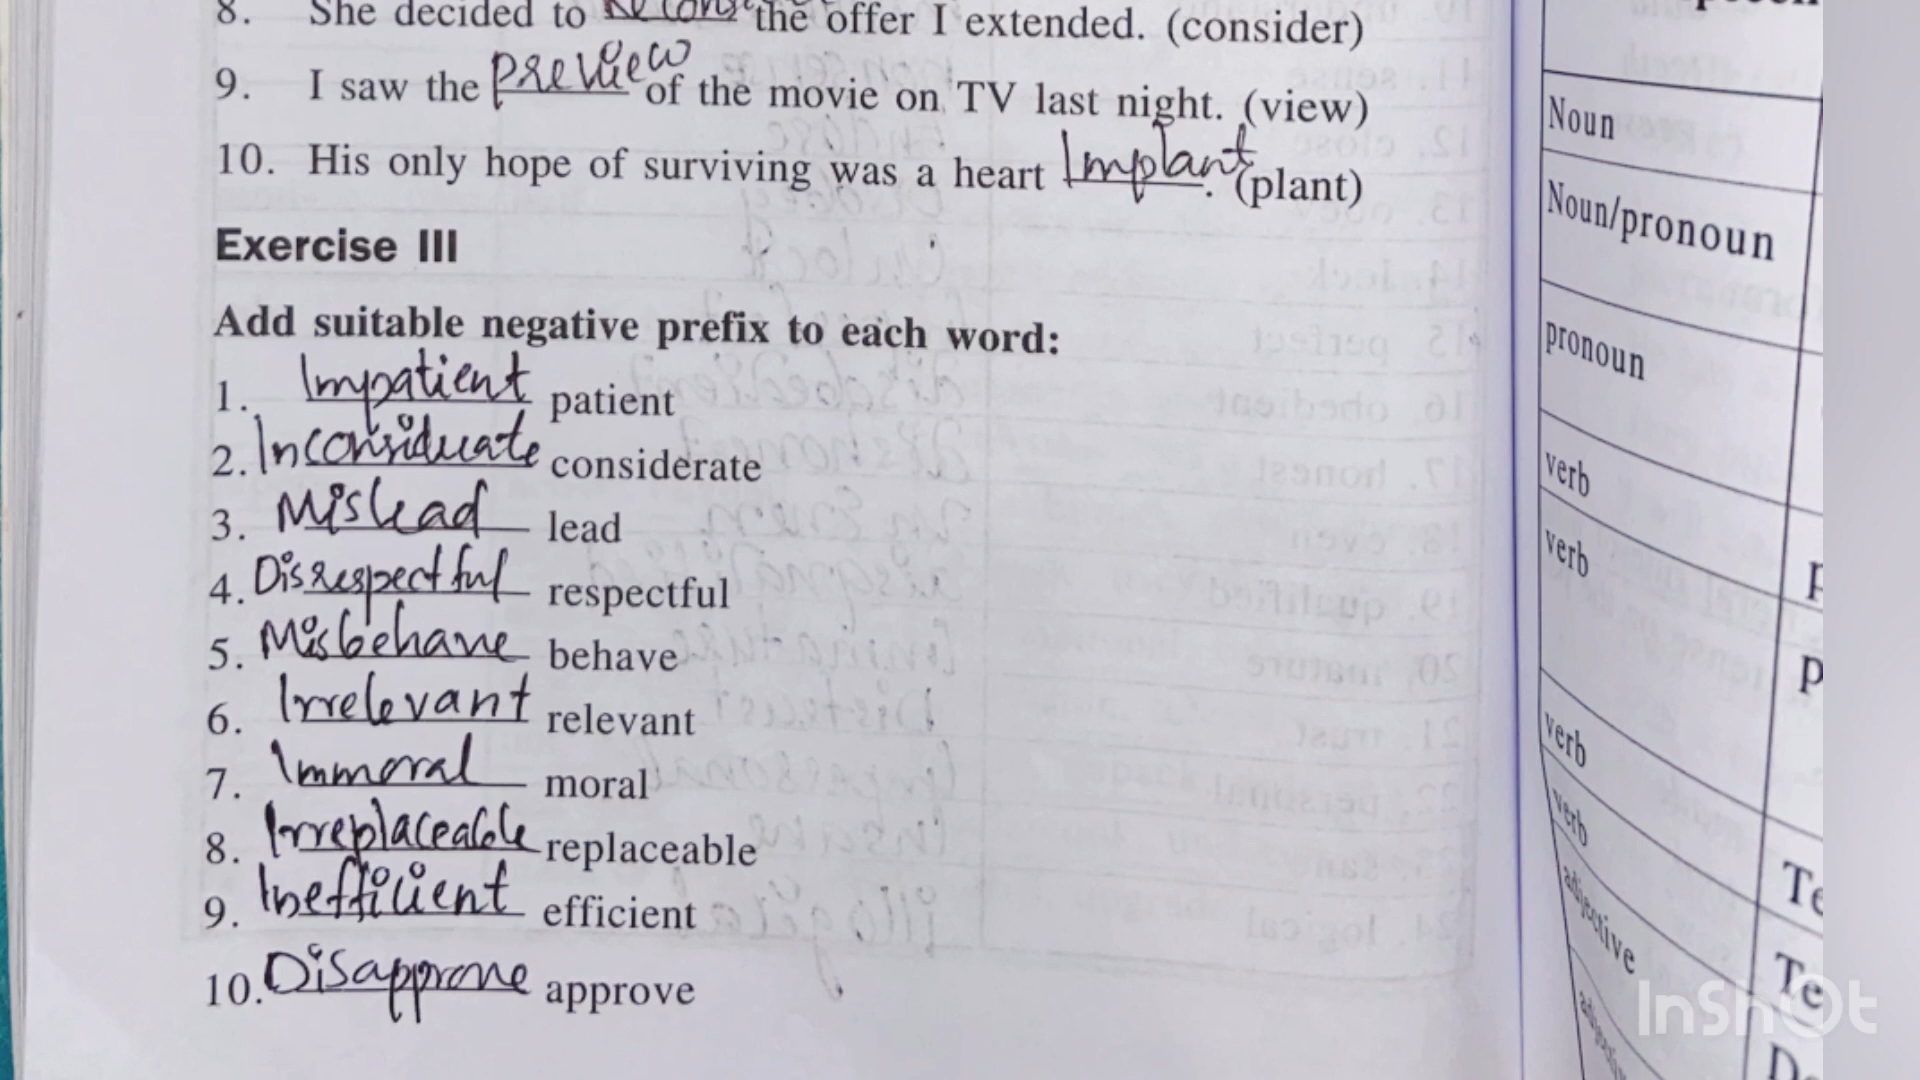 8. She decided to the offer I extended. (consider)
9. I saw the preview of the movie on TV last night. (view)
10. His only hope of surviving was a heart Implant. (plant)
Exercise III
Add suitable negative prefix to each word:
1. Impatient patient
2. Inconsiderate considerate
3. Mislead lead
4. Disrespectful respectful
5. Misbehave behave
6. Irrelevant relevant
7. Immoral moral
8. Irreplaceable replaceable
9. Inefficient efficient
10. Disapprove approve
Noun
Noun/pronoun
pronoun
verb
verb
verb
verb
adjective
Te
Te
InShOt